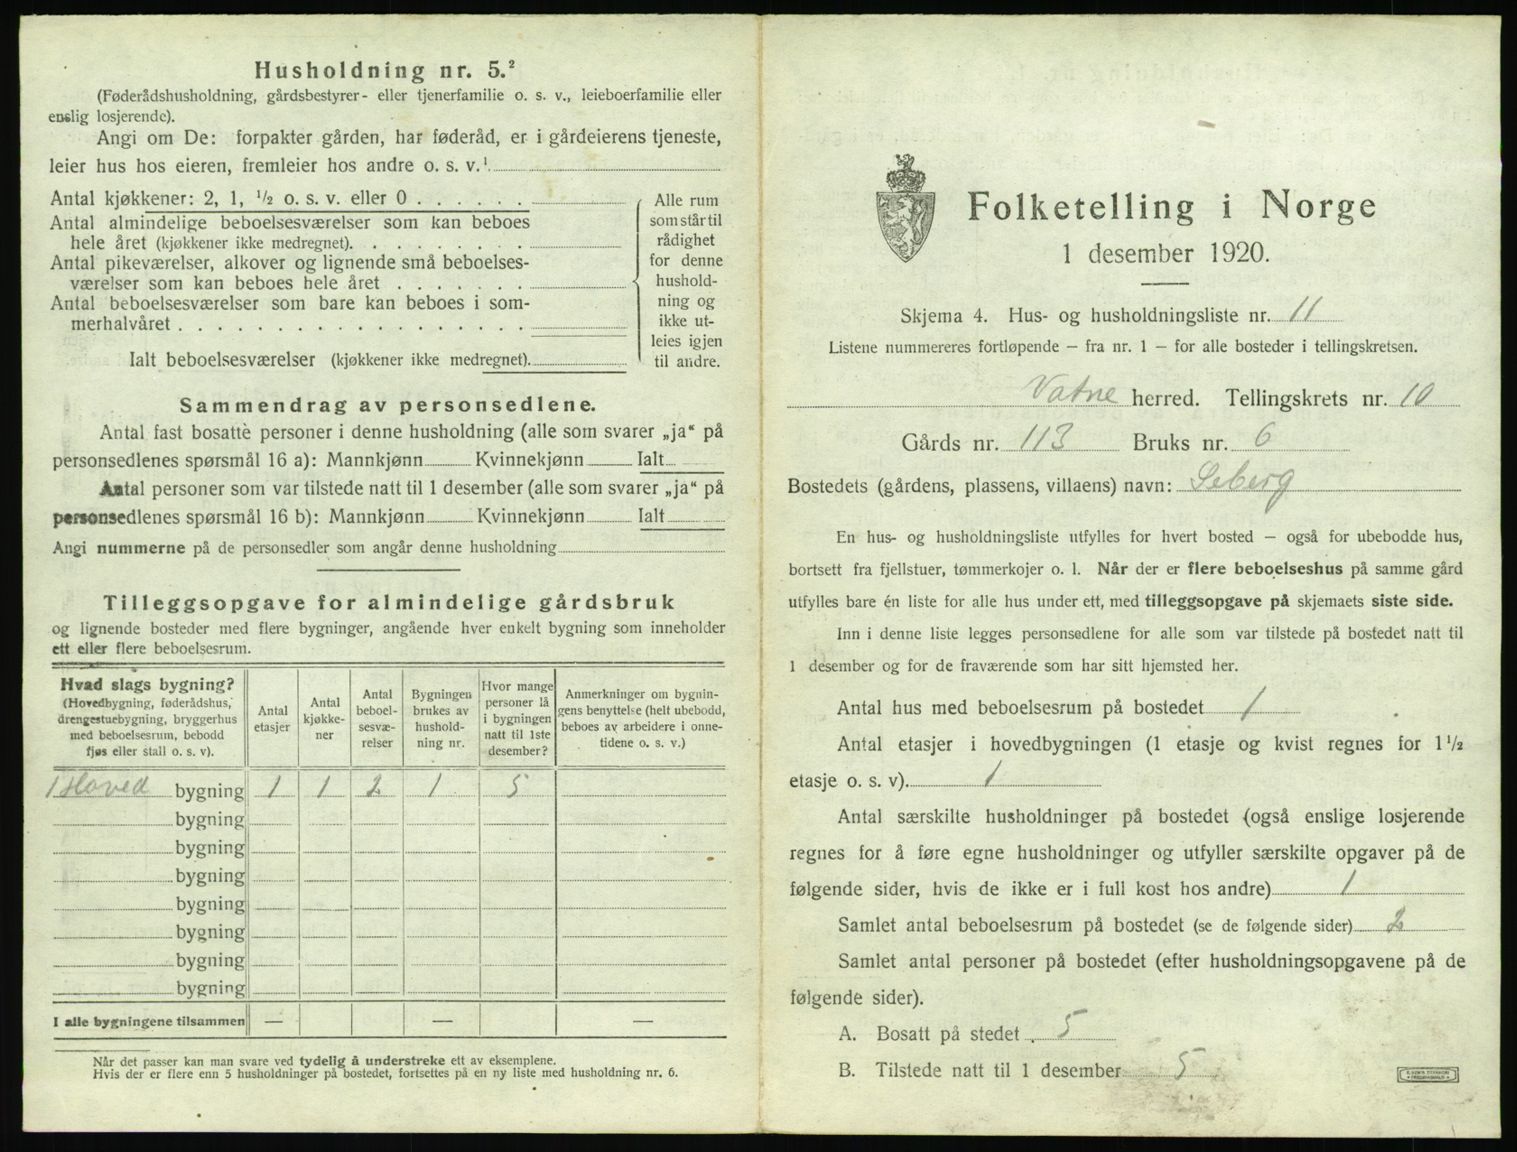 Husholdning nr. 5.²
(Føderådshusholdning, gårdsbestyrer- eller tjenerfamilie o. s. v., leieboerfamilie eller
enslig losjerende).
Angi om De: forpakter gården, har føderåd, er i gårdeierens tjeneste,
leier hus hos eieren, fremleier hos andre o. s. v.¹
Antal kjøkkener: 2, 1, ½ o. s. v. eller 0 . . . . . .
Antal almindelige beboelsesværelser som kan beboes
hele året (kjøkkener ikke medregnet). . . . . . . . .
Antal pikeværelser, alkover og lignende små beboelses-
værelser som kan beboes hele året . . . . . . .
Antal beboelsesværelser som bare kan beboes i som-
merhalvåret . . . . . . . . . . . . . . . . . .
Ialt beboelsesværelser (kjøkkener ikke medregnet).
Alle rum
som står til
rådighet
for denne
hushold-
ning og
ikke ut-
leies igjen
til andre.
Sammendrag av personsedlene.
Antal fast bosatte personer i denne husholdning (alle som svarer „ja“ på
personsedlenes spørsmål 16 a): Mannkjønn Kvinnekjønn Ialt
Antal personer som var tilstede natt til 1 desember (alle som svarer „ja“ på
personsedlenes spørsmål 16 b): Mannkjønn Kvinnekjønn Ialt
Angi nummerne på de personsedler som angår denne husholdning
Tilleggsopgave for almindelige gårdsbruk
og lignende bosteder med flere bygninger, angående hver enkelt bygning som inneholder
ett eller flere beboelsesrum.
Hvad slags bygning?
(Hovedbygning, føderådshus,
drengestuebygning, bryggerhus
med beboelsesrum, bebodd
fjøs eller stall o. s. v).
Antal
etasjer
Antal
kjøkke-
ner
Antal
beboel-
sesvæ-
relser
Bygningen
brukes av
hushold-
ning nr.
Hvor mange
personer lå
i bygningen
natt til 1ste
desember?
Anmerkninger om bygnin-
gens benyttelse (helt ubebodd,
beboes av arbeidere i onne-
tidene o. s. v.)
1 Hoved bygning 1 1 2 1 5
bygning
bygning
bygning
bygning
bygning
bygning
bygning
I alle bygningene tilsammen — — —
Når det passer kan man svare ved tydelig å understreke ett av eksemplene.
Hvis der er flere enn 5 husholdninger på bostedet, fortsettes på en ny liste med husholdning nr. 6.
Folketelling i Norge
1 desember 1920.
Skjema 4. Hus- og husholdningsliste nr. 11
Listene nummereres fortløpende — fra nr. 1 — for alle bosteder i tellingskretsen.
Vatne herred. Tellingskrets nr. 10
Gårds nr. 113 Bruks nr. 6
Bostedets (gårdens, plassens, villaens) navn: Seberg
En hus- og husholdningsliste utfylles for hvert bosted — også for ubebodde hus,
bortsett fra fjellstuer, tømmerkojer o. l. Når der er flere beboelseshus på samme gård
utfylles bare én liste for alle hus under ett, med tilleggsopgave på skjemaets siste side.
Inn i denne liste legges personsedlene for alle som var tilstede på bostedet natt til
1 desember og for de fraværende som har sitt hjemsted her.
Antal hus med beboelsesrum på bostedet 1
Antal etasjer i hovedbygningen (1 etasje og kvist regnes for 1½
etasje o. s. v). 1
Antal særskilte husholdninger på bostedet (også enslige losjerende
regnes for å føre egne husholdninger og utfyller særskilte opgaver på de
følgende sider, hvis de ikke er i full kost hos andre) 1
Samlet antal beboelsesrum på bostedet (se de følgende sider) 2
Samlet antal personer på bostedet (efter husholdningsopgavene på de
følgende sider).
A. Bosatt på stedet . 5
B. Tilstede natt til 1 desember 5